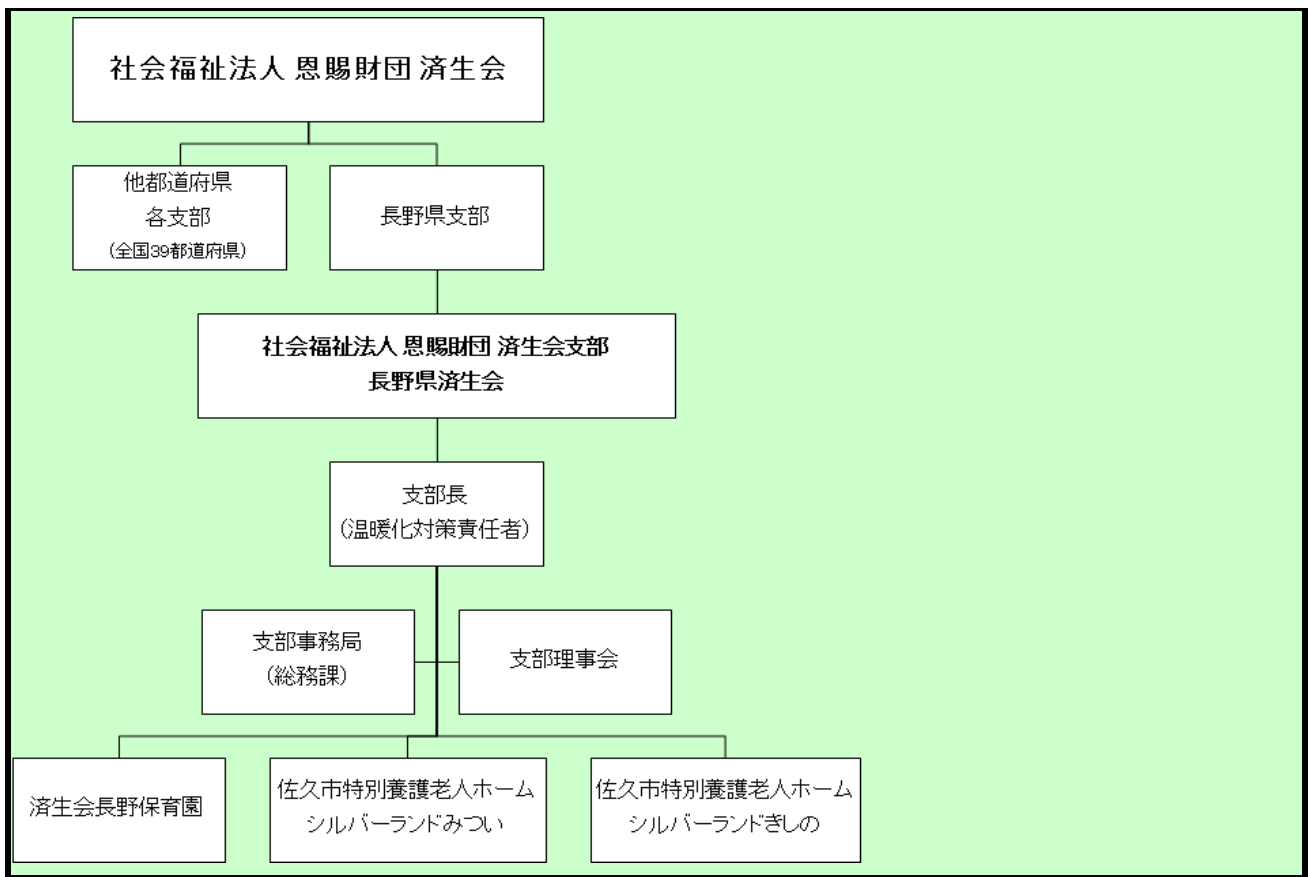 社会福祉法人 恩賜財団 済生会
他都道府県
各支部
(全国39都道府県)
長野県支部
社会福祉法人 恩賜財団 済生会支部
長野県済生会
支部長
(温暖化対策責任者)
支部事務局
(総務課)
支部理事会
済生会長野保育園
佐久市特別養護老人ホーム
シルバーランドみつい
佐久市特別養護老人ホーム
シルバーランドきしの